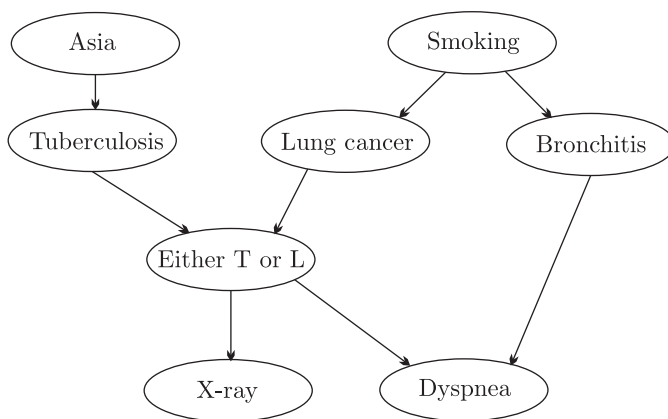 Asia
Smoking
Tuberculosis
Lung cancer
Bronchitis
Either T or L
X-ray
Dyspnea